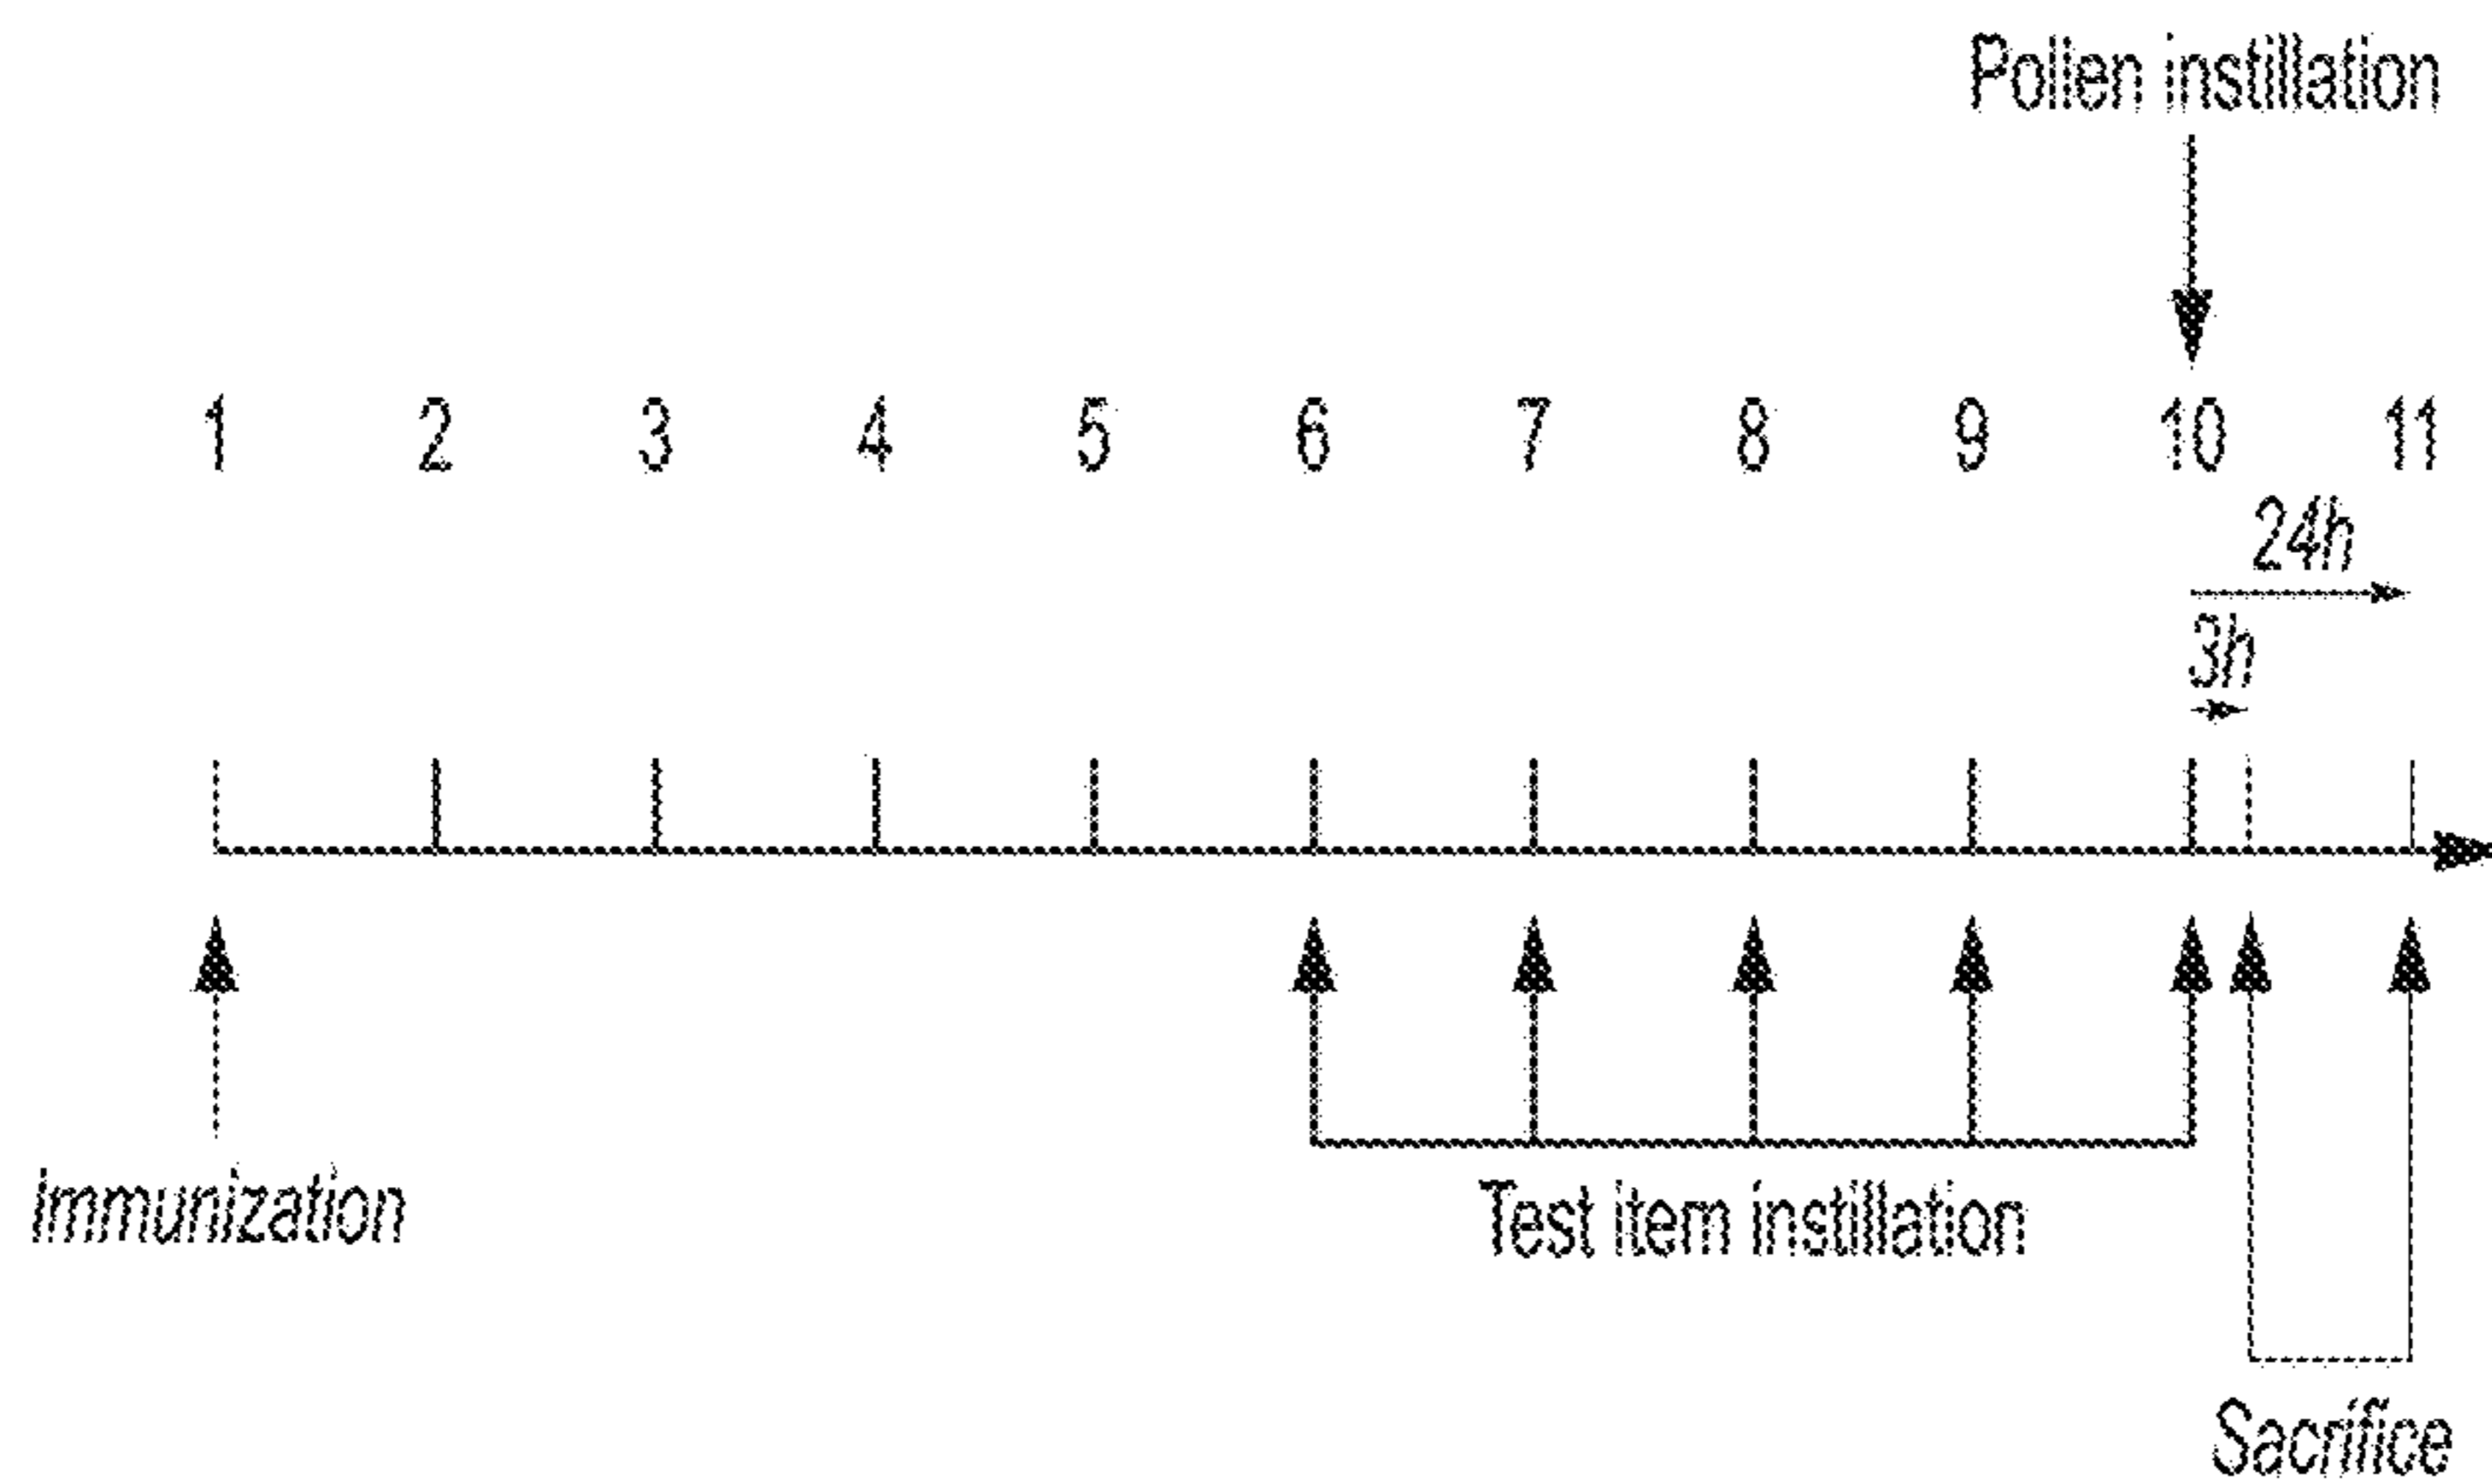 Pollen instillation
1 2 3 4 5 6 7 8 9 10 11
24h
3h
Immunization
Test item instillation
Sacrifice